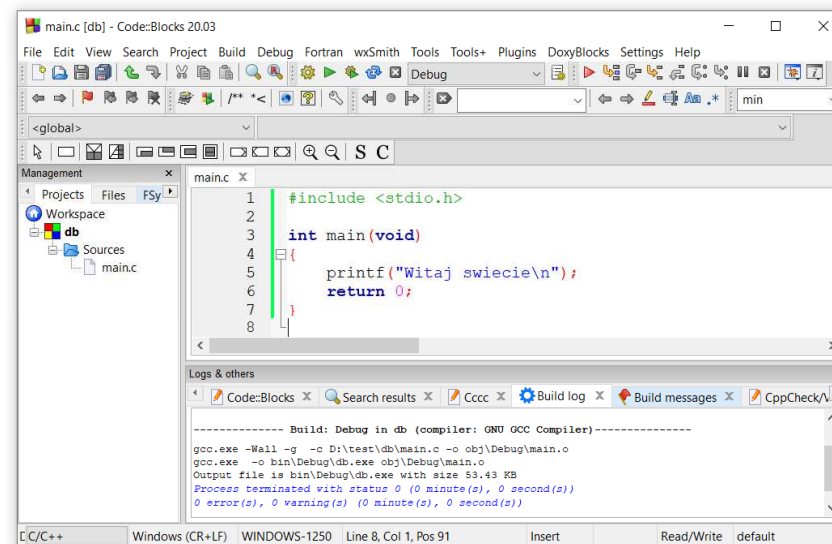 main.c [db] - Code::Blocks 20.03
File Edit View Search Project Build Debug Fortran wxSmith Tools Tools+ Plugins DoxyBlocks Settings Help
Debug
/** *<
Aa .* min
<global>
S C
Management
Projects Files FSy
Workspace
db
Sources
main.c
main.c
1 #include <stdio.h>
2
3 int main(void)
4 {
5 printf("Witaj swiecie\n");
6 return 0;
7 }
8
Logs & others
Code::Blocks Search results Cccc Build log Build messages CppCheck/V
-------------- Build: Debug in db (compiler: GNU GCC Compiler)---------------
gcc.exe -Wall -g -c D:\test\db\main.c -o obj\Debug\main.o
gcc.exe -o bin\Debug\db.exe obj\Debug\main.o
Output file is bin\Debug\db.exe with size 53.43 KB
Process terminated with status 0 (0 minute(s), 0 second(s))
0 error(s), 0 warning(s) (0 minute(s), 0 second(s))
C/C++ Windows (CR+LF) WINDOWS-1250 Line 8, Col 1, Pos 91 Insert Read/Write default